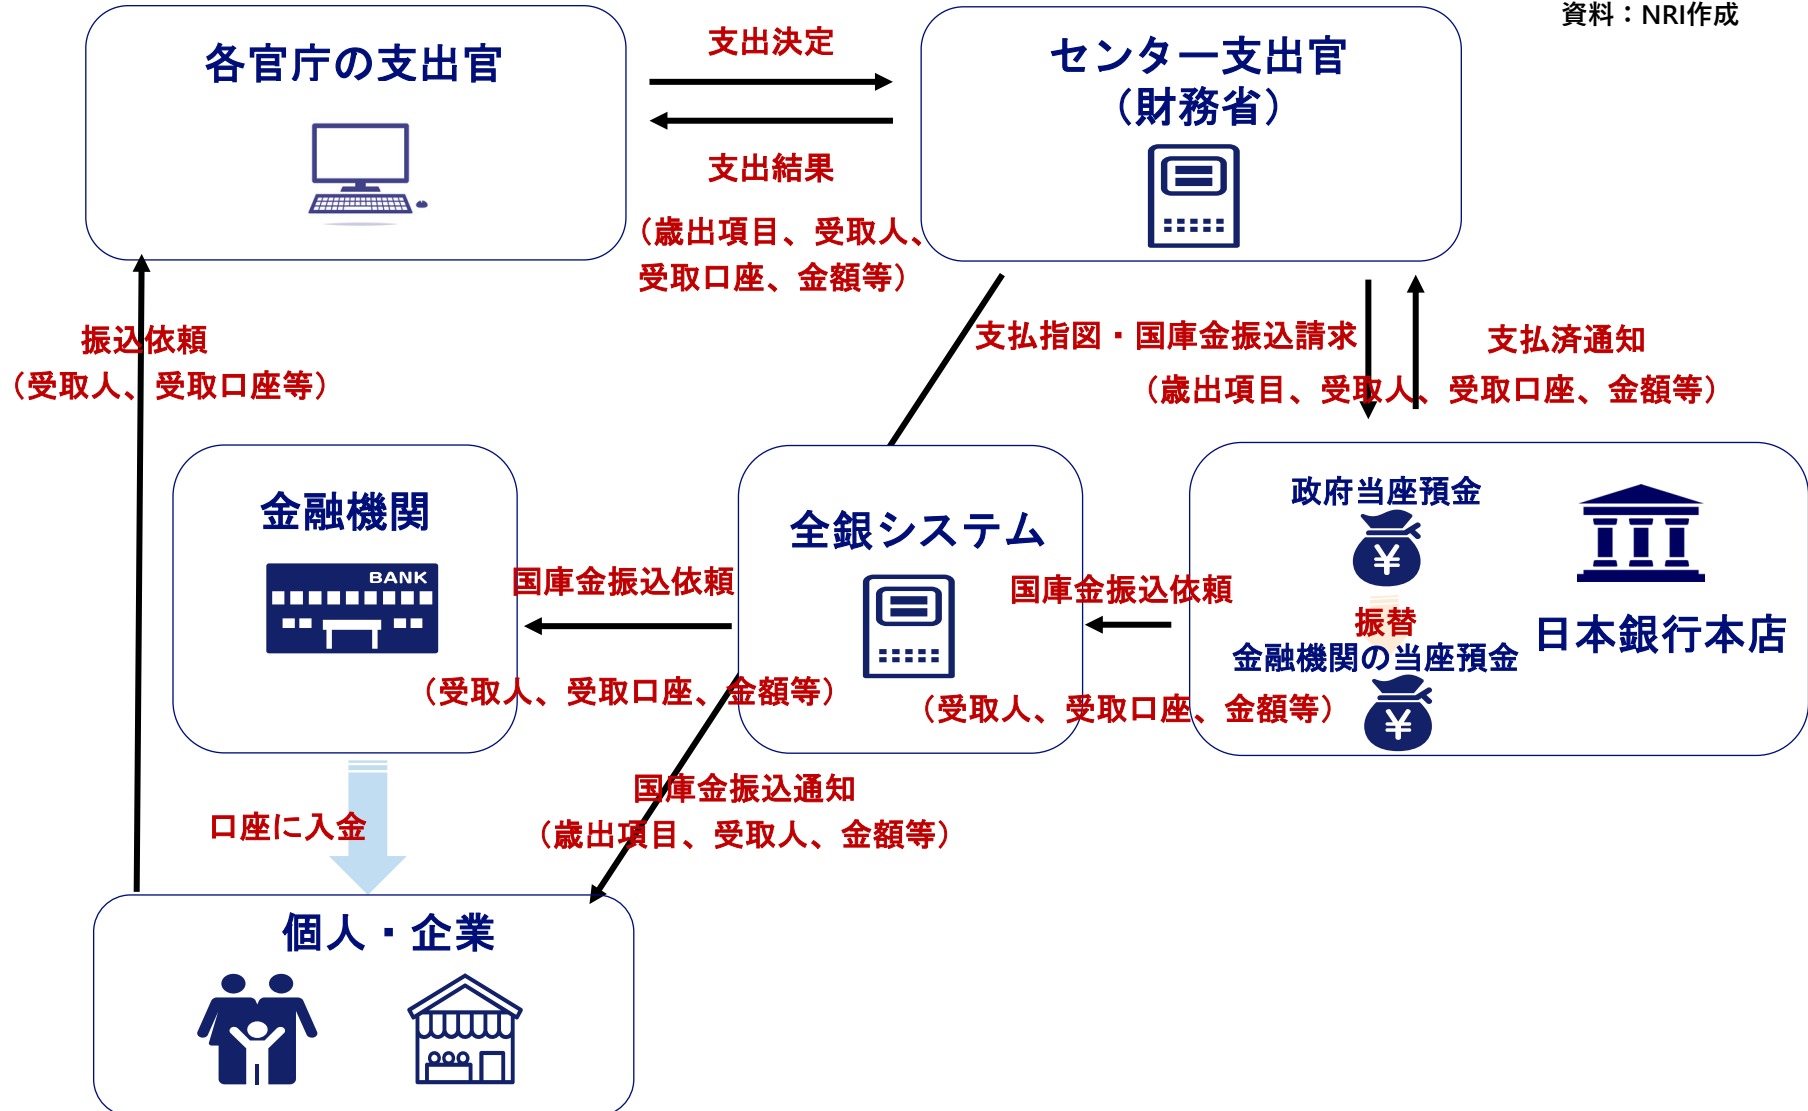 資料：NRI作成
各官庁の支出官
支出決定
センター支出官
（財務省）
支出結果
（歳出項目、受取人、
受取口座、金額等）
振込依頼
（受取人、受取口座等）
支払指図・国庫金振込請求
支払済通知
（歳出項目、受取人、受取口座、金額等）
金融機関
BANK
国庫金振込依頼
（受取人、受取口座、金額等）
全銀システム
国庫金振込依頼
（受取人、受取口座、金額等）
政府当座預金
¥
振替
金融機関の当座預金
¥
日本銀行本店
口座に入金
国庫金振込通知
（歳出項目、受取人、金額等）
個人・企業